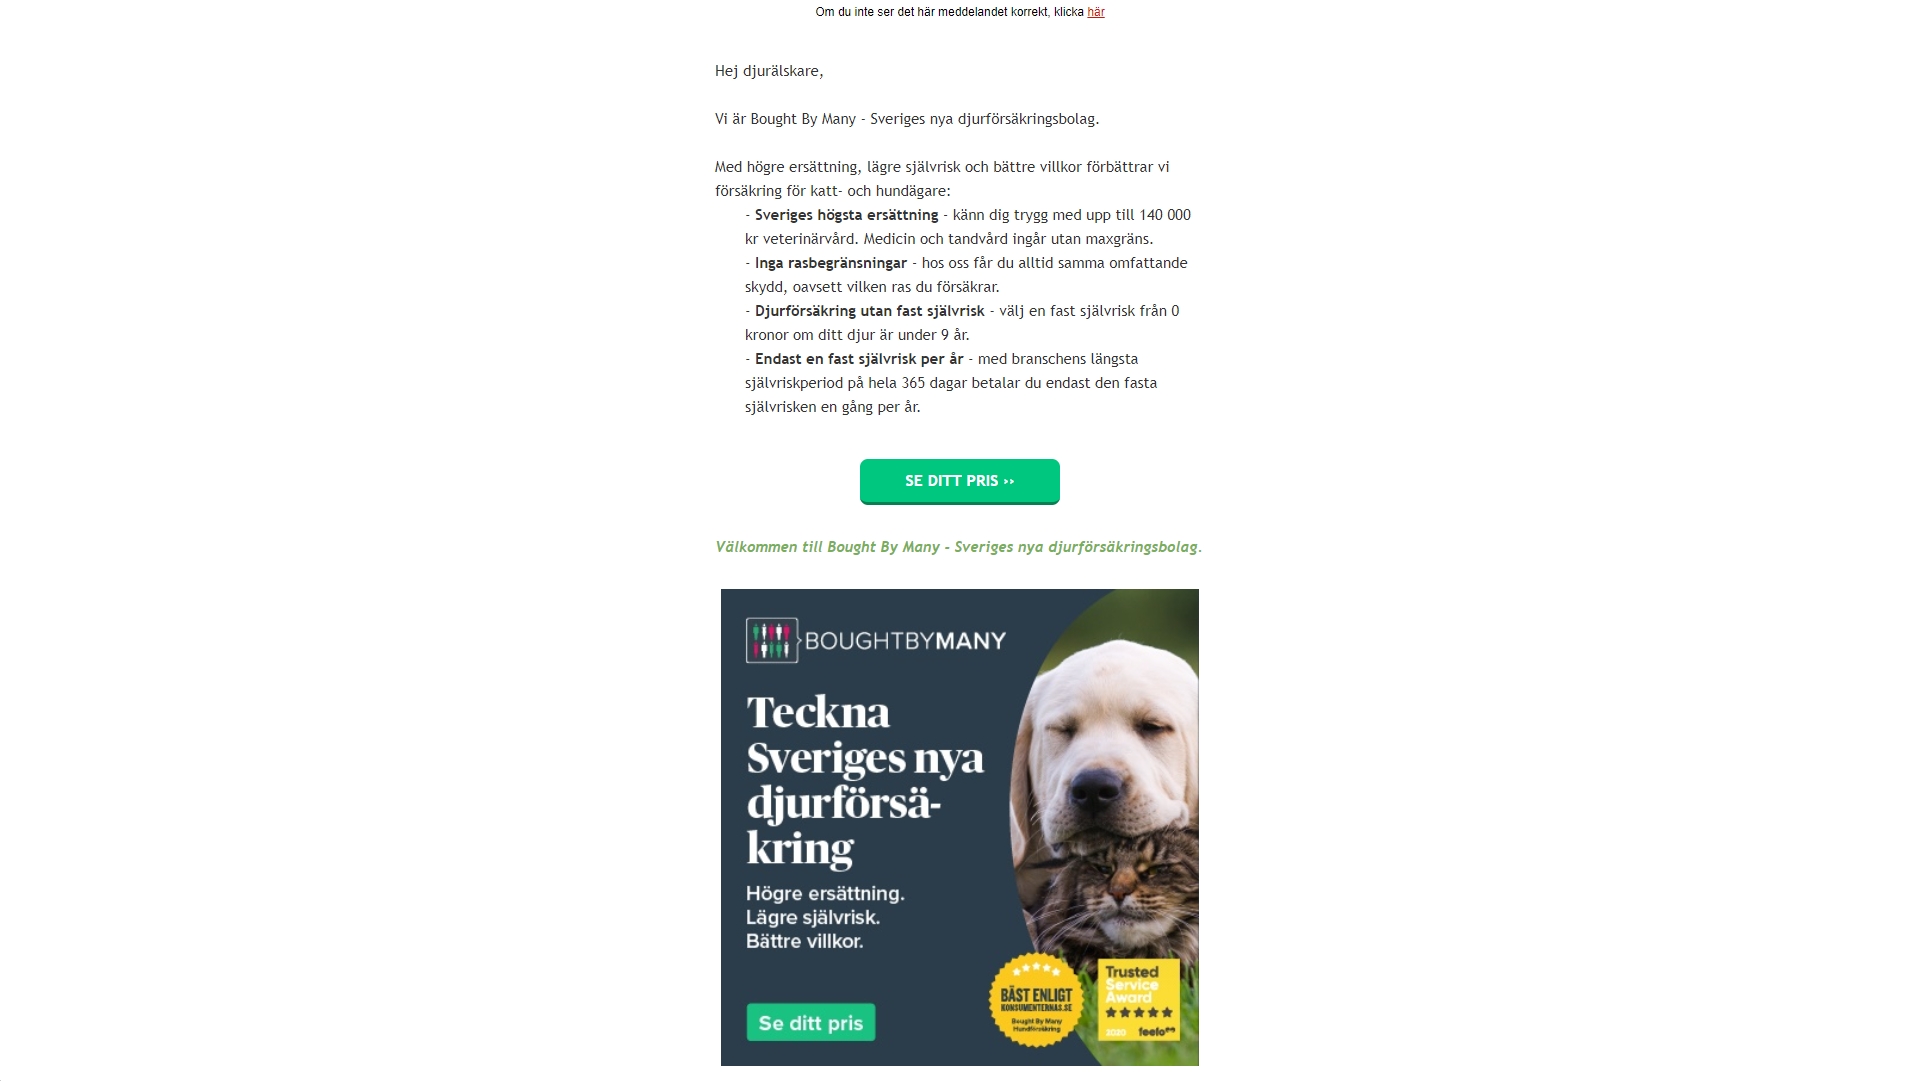 Om du inte ser det här meddelandet korrekt, klicka här
Hej djurälskare,
Vi är Bought By Many - Sveriges nya djurförsäkringsbolag.
Med högre ersättning, lägre självrisk och bättre villkor förbättrar vi
försäkring för katt- och hundägare:
- Sveriges högsta ersättning - känn dig trygg med upp till 140 000
kr veterinärvård. Medicin och tandvård ingår utan maxgräns.
- Inga rasbegränsningar - hos oss får du alltid samma omfattande
skydd, oavsett vilken ras du försäkrar.
- Djurförsäkring utan fast självrisk - välj en fast självrisk från 0
kronor om ditt djur är under 9 år.
- Endast en fast självrisk per år - med branschens längsta
självriskperiod på hela 365 dagar betalar du endast den fasta
självrisken en gång per år.
SE DITT PRIS ››
Välkommen till Bought By Many - Sveriges nya djurförsäkringsbolag.
BOUGHTBYMANY
Teckna
Sveriges nya
djurförsä-
kring
Högre ersättning.
Lägre självrisk.
Bättre villkor.
Se ditt pris
BÄST ENLIGT
KONSUMENTERNAS.SE
Bought By Many
Hundförsäkring
Trusted
Service
Award
2020 feefo